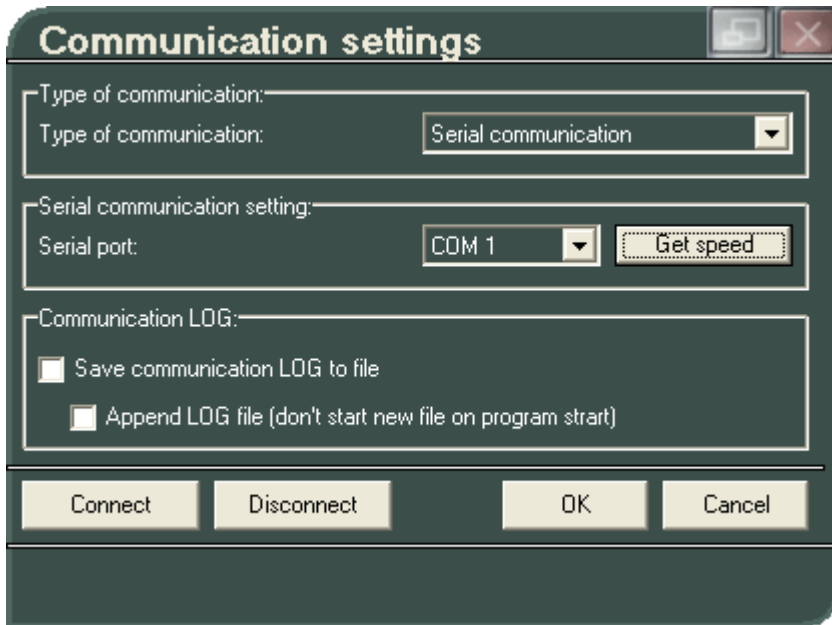 Communication settings
Type of communication:
Type of communication: Serial communication
Serial communication setting:
Serial port: COM 1 Get speed
Communication LOG:
Save communication LOG to file
Append LOG file (don't start new file on program strart)
Connect Disconnect OK Cancel